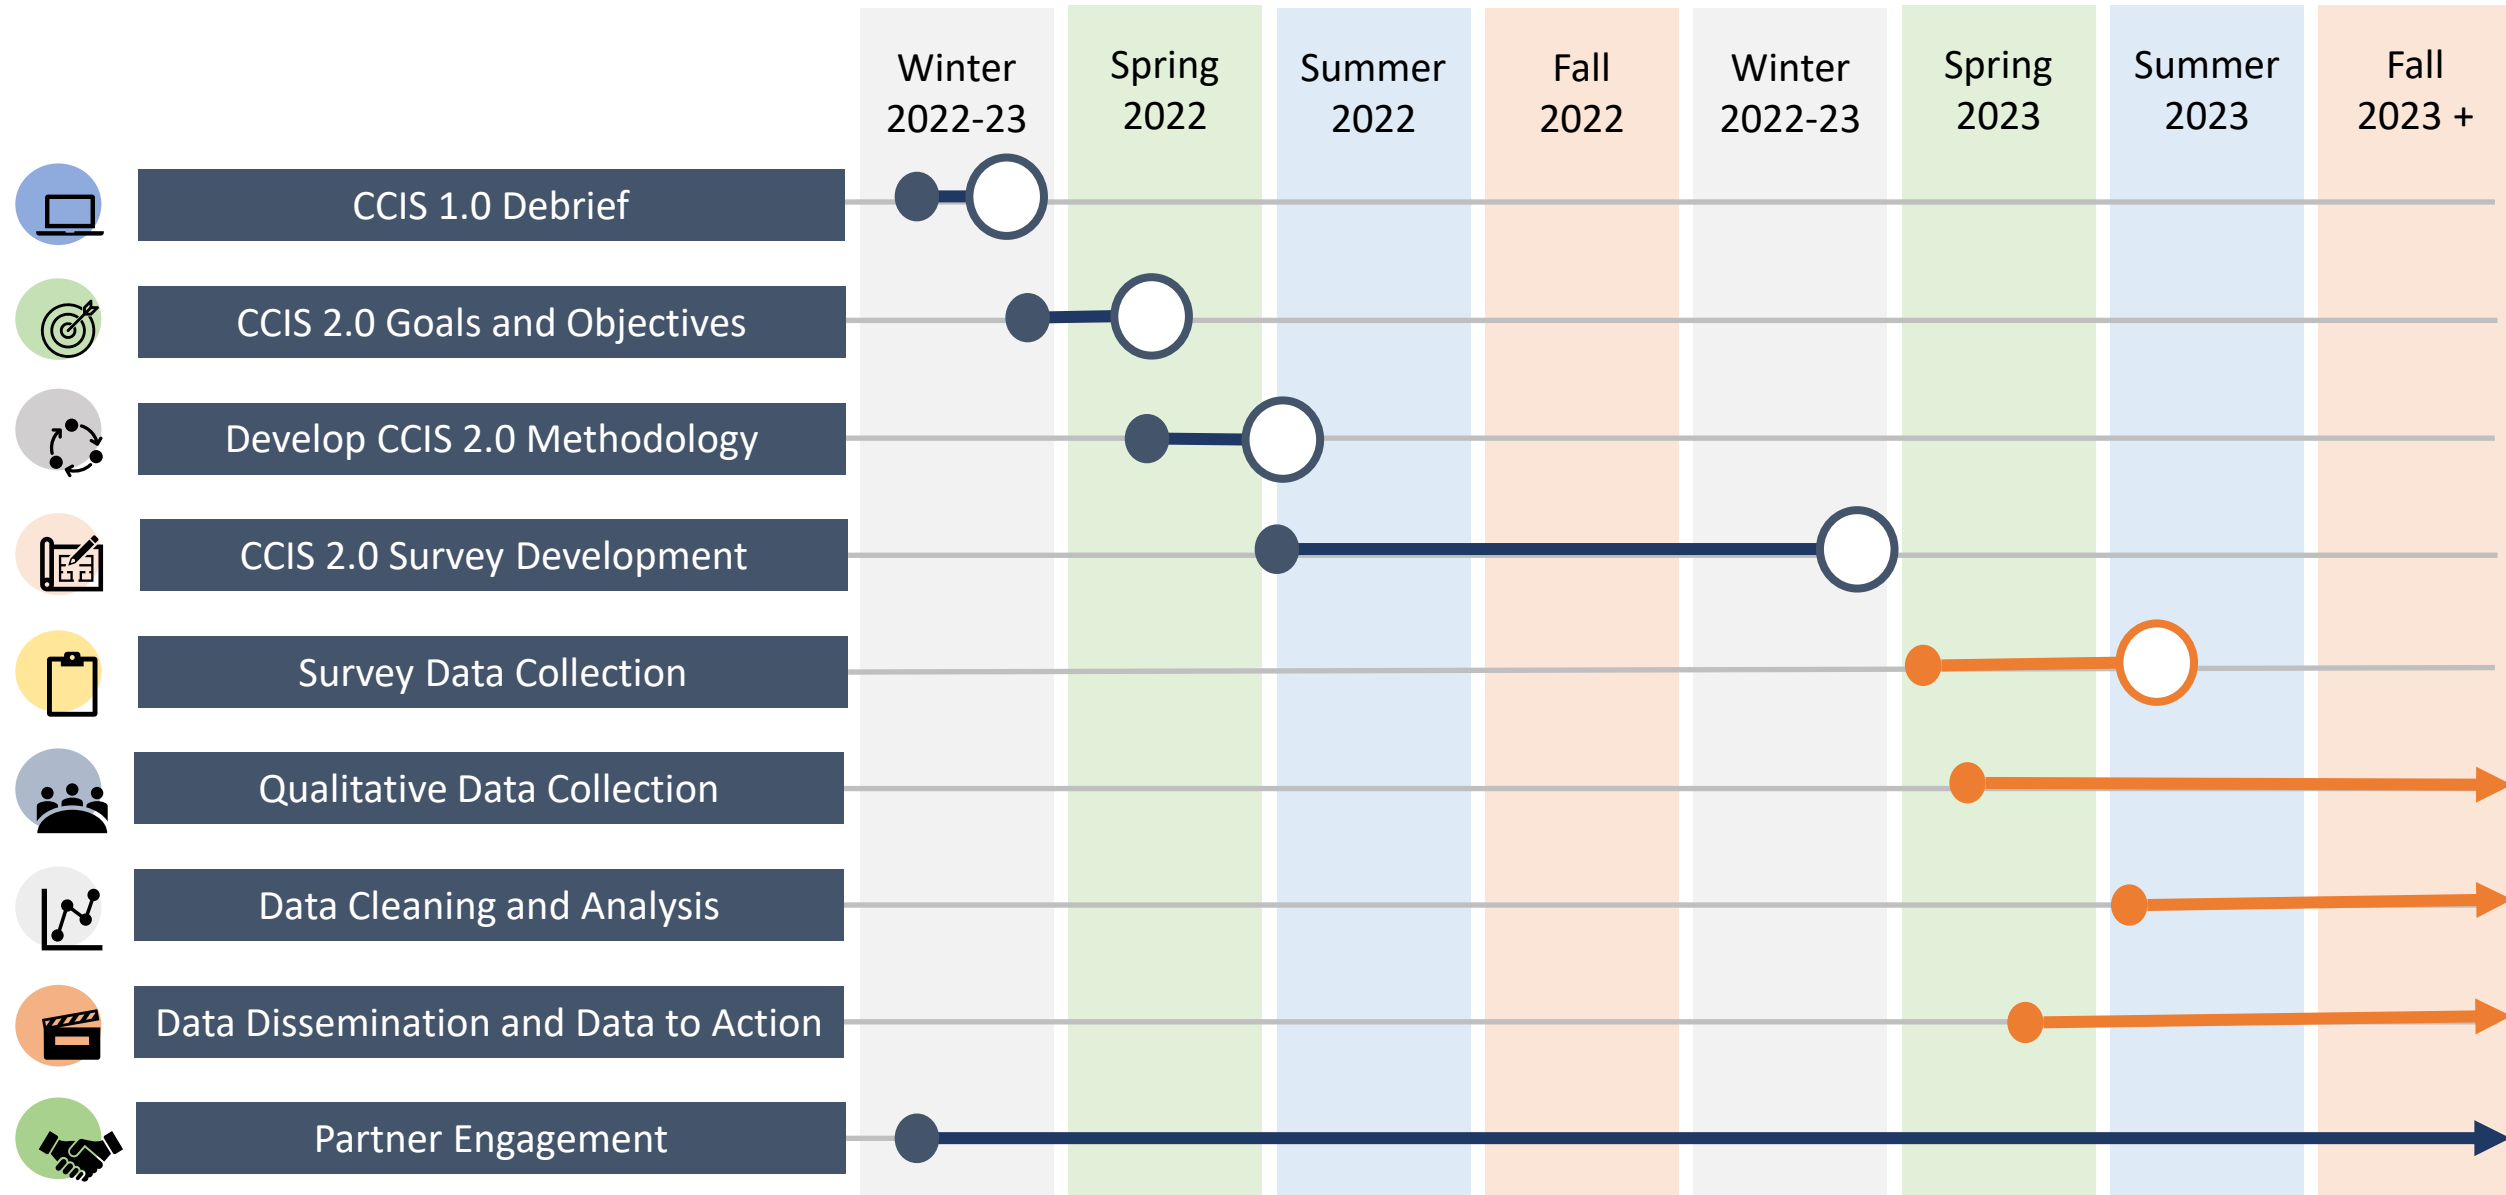 Winter
2022-23
Spring
2022
Summer
2022
Fall
2022
Winter
2022-23
Spring
2023
Summer
2023
Fall
2023 +
CCIS 1.0 Debrief
CCIS 2.0 Goals and Objectives
Develop CCIS 2.0 Methodology
CCIS 2.0 Survey Development
Survey Data Collection
Qualitative Data Collection
Data Cleaning and Analysis
Data Dissemination and Data to Action
Partner Engagement